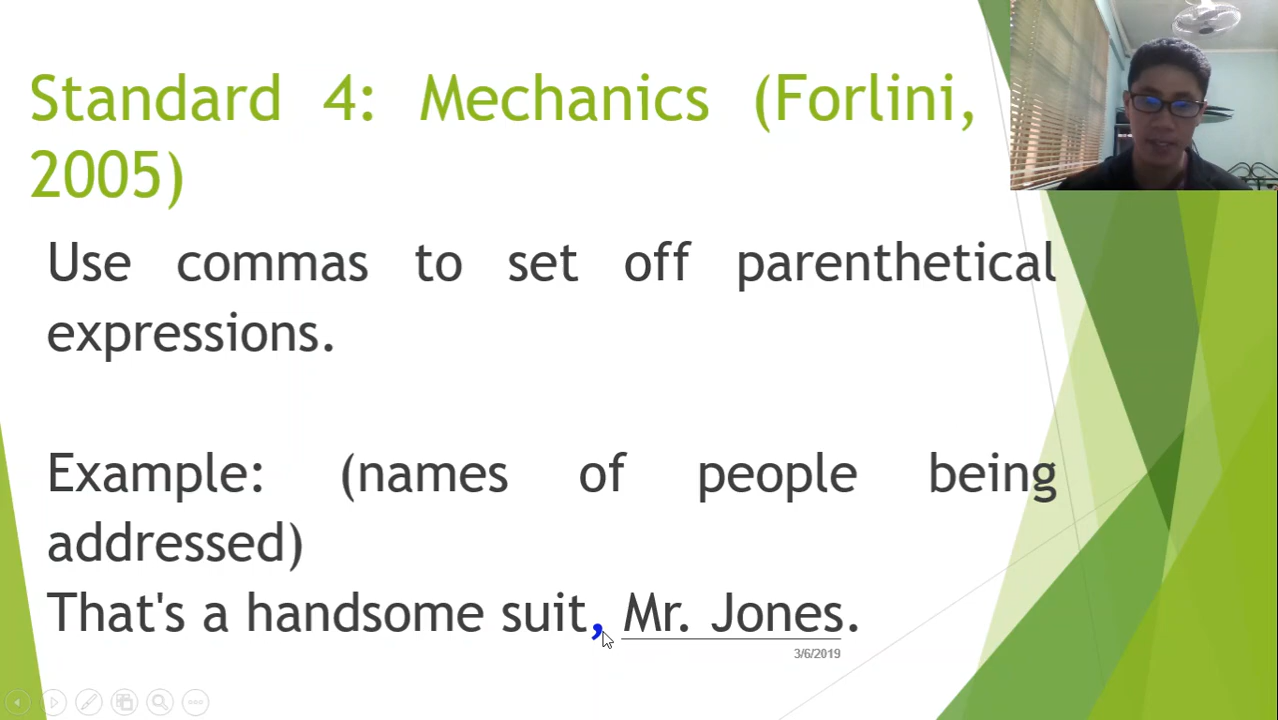 Standard 4: Mechanics (Forlini,
2005)
Use commas to set off parenthetical
expressions.
Example: (names of people being
addressed)
That's a handsome suit, Mr. Jones.
3/6/2019